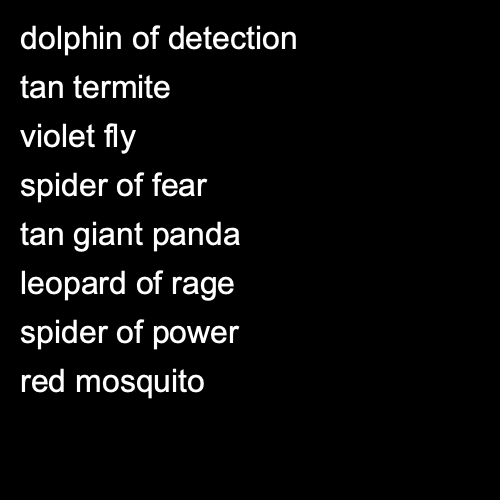 dolphin of detection
tan termite
violet fly
spider of fear
tan giant panda
leopard of rage
spider of power
red mosquito